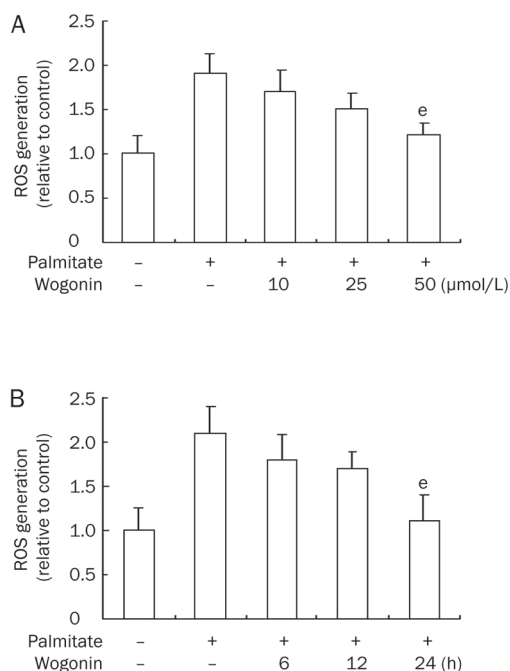 A
ROS generation
(relative to control)
2.5
2.0
1.5
1.0
0.5
0
e
Palmitate – + + + +
Wogonin – – 10 25 50 (μmol/L)
B
ROS generation
(relative to control)
2.5
2.0
1.5
1.0
0.5
0
e
Palmitate – + + + +
Wogonin – – 6 12 24 (h)